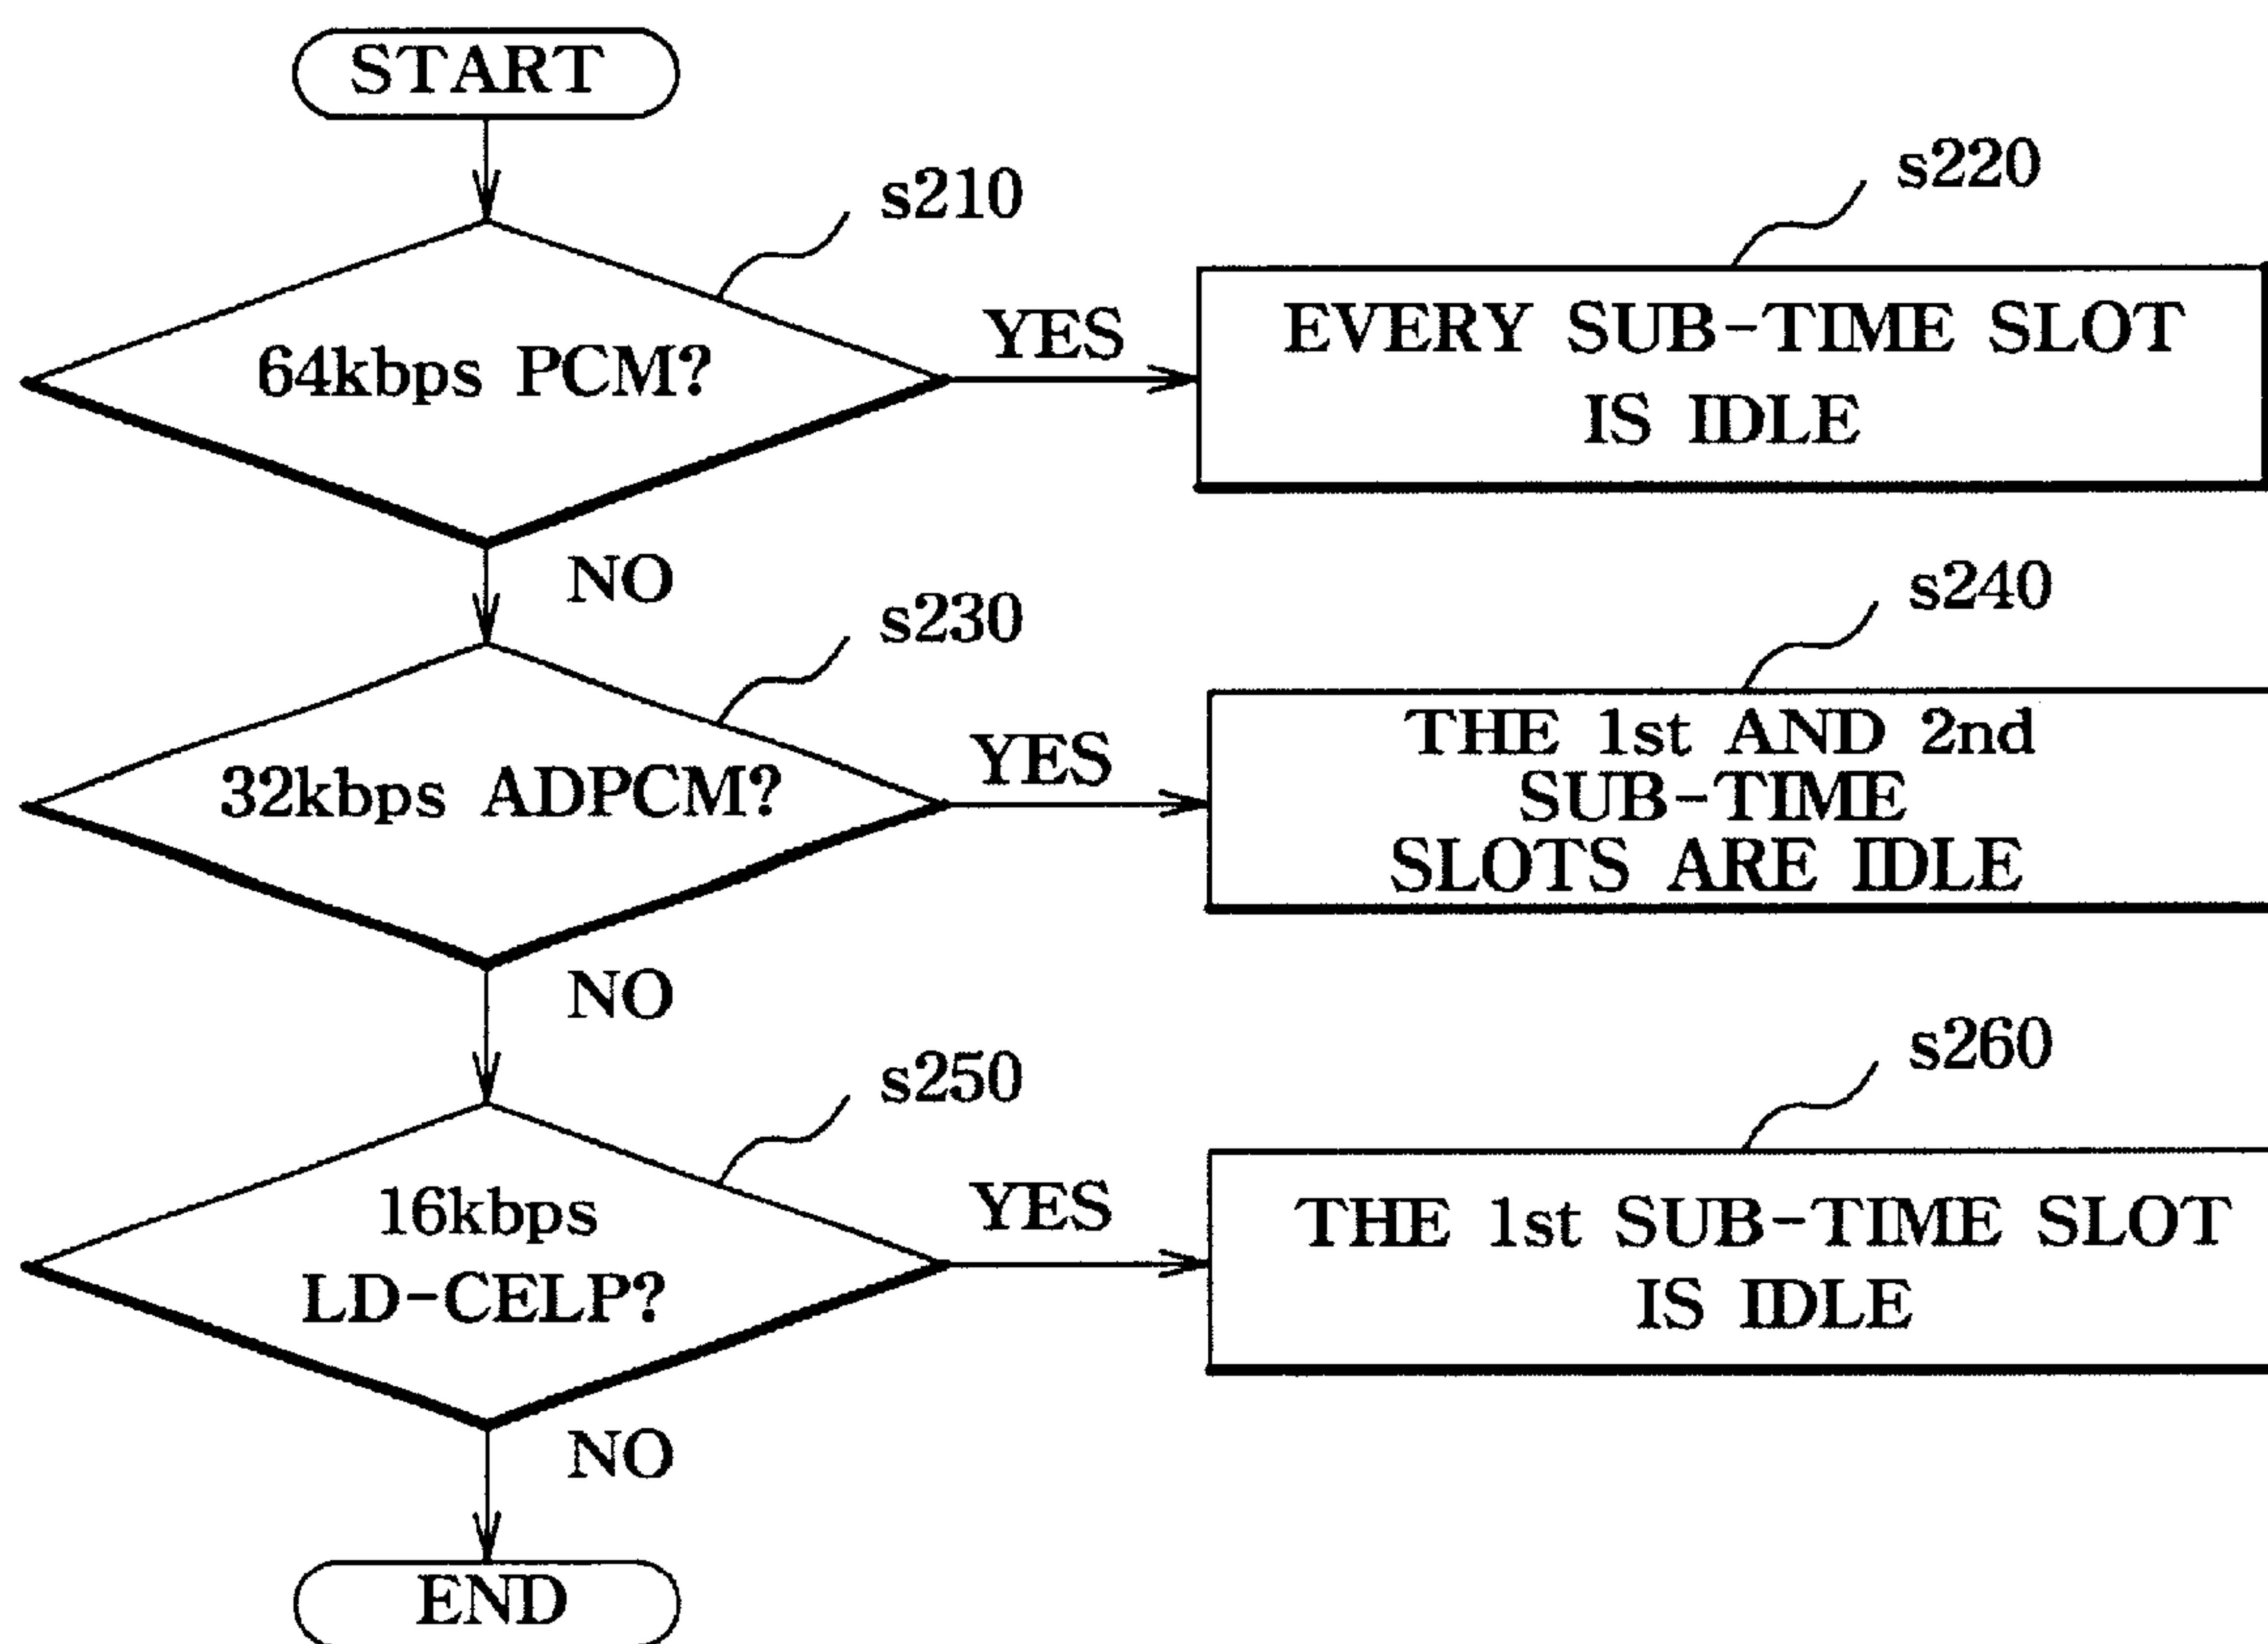 START
s210
s220
64kbps PCM?
YES
EVERY SUB-TIME SLOT
IS IDLE
NO
s230
s240
32kbps ADPCM?
YES
THE 1st AND 2nd
SUB-TIME
SLOTS ARE IDLE
NO
s250
s260
16kbps
LD-CELP?
YES
THE 1st SUB-TIME SLOT
IS IDLE
NO
END